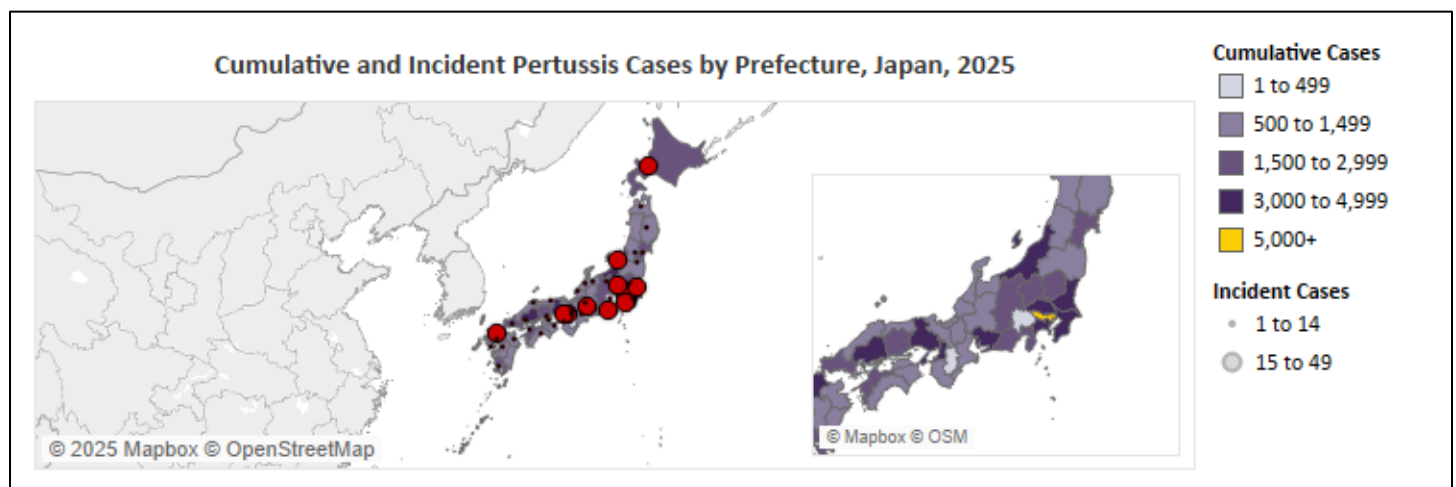 Cumulative and Incident Pertussis Cases by Prefecture, Japan, 2025
Cumulative Cases
1 to 499
500 to 1,499
1,500 to 2,999
3,000 to 4,999
5,000+
Incident Cases
1 to 14
15 to 49
© 2025 Mapbox © OpenStreetMap
© Mapbox © OSM